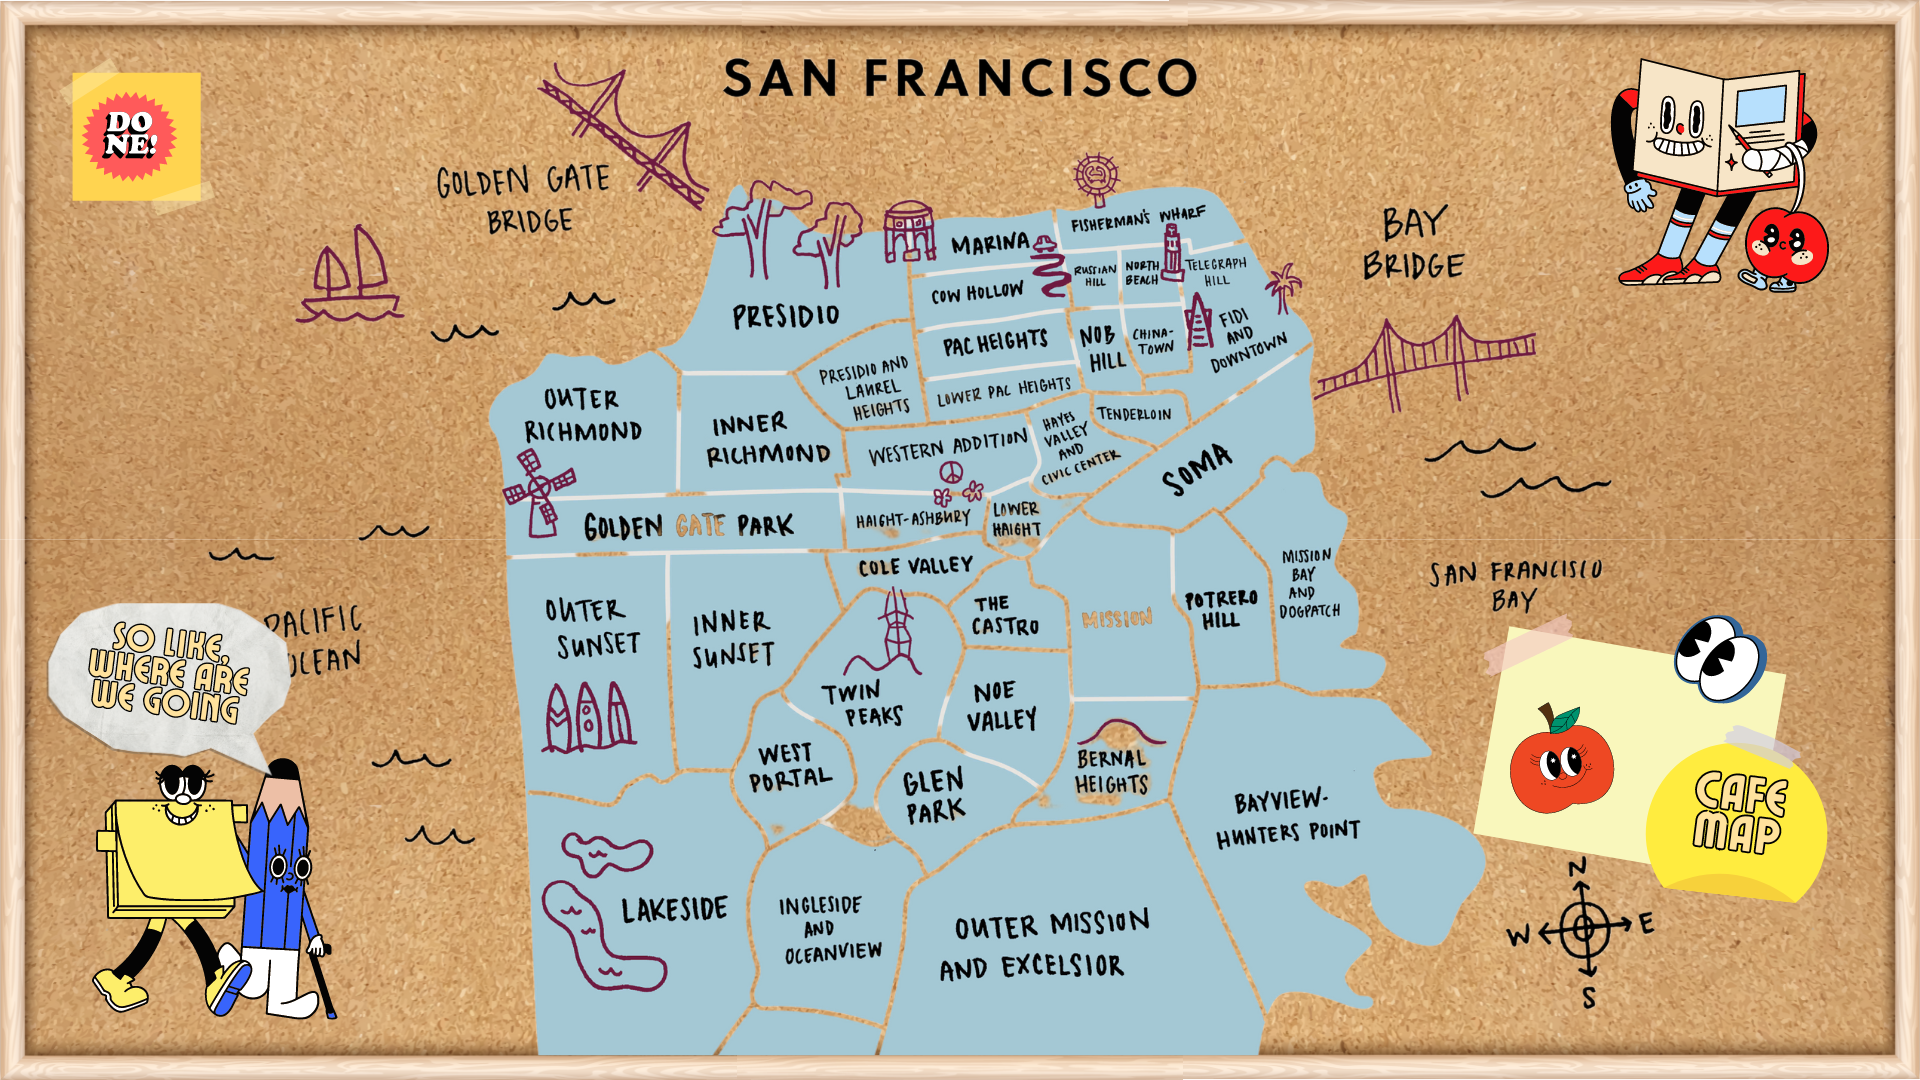 SAN FRANCISCO
DO
NE!
GOLDEN GATE
BRIDGE
BAY
BRIDGE
FISHERMAN'S WHARF
MARINA
RUSSIAN
HILL
NORTH
BEACH
TELEGRAPH
HILL
COW HOLLOW
PRESIDIO
FIDI
AND
DOWNTOWN
PAC HEIGHTS
NOB
HILL
CHINA-
TOWN
PRESIDIO AND
LAUREL
HEIGHTS
LOWER PAC HEIGHTS
OUTER
RICHMOND
INNER
RICHMOND
WESTERN ADDITION
HAYES
VALLEY
AND
CIVIC CENTER
TENDERLOIN
SOMA
GOLDEN GATE PARK
HAIGHT-ASHBURY
LOWER
HAIGHT
COLE VALLEY
MISSION
BAY
AND
DOGPATCH
SAN FRANCISCO
BAY
OUTER
SUNSET
INNER
SUNSET
THE
CASTRO
MISSION
POTRERO
HILL
PACIFIC
OCEAN
SO LIKE,
WHERE ARE
WE GOING
TWIN
PEAKS
NOE
VALLEY
WEST
PORTAL
GLEN
PARK
BERNAL
HEIGHTS
BAYVIEW-
HUNTERS POINT
CAFE
MAP
LAKESIDE
INGLESIDE
AND
OCEANVIEW
OUTER MISSION
AND EXCELSIOR
N
W
E
S